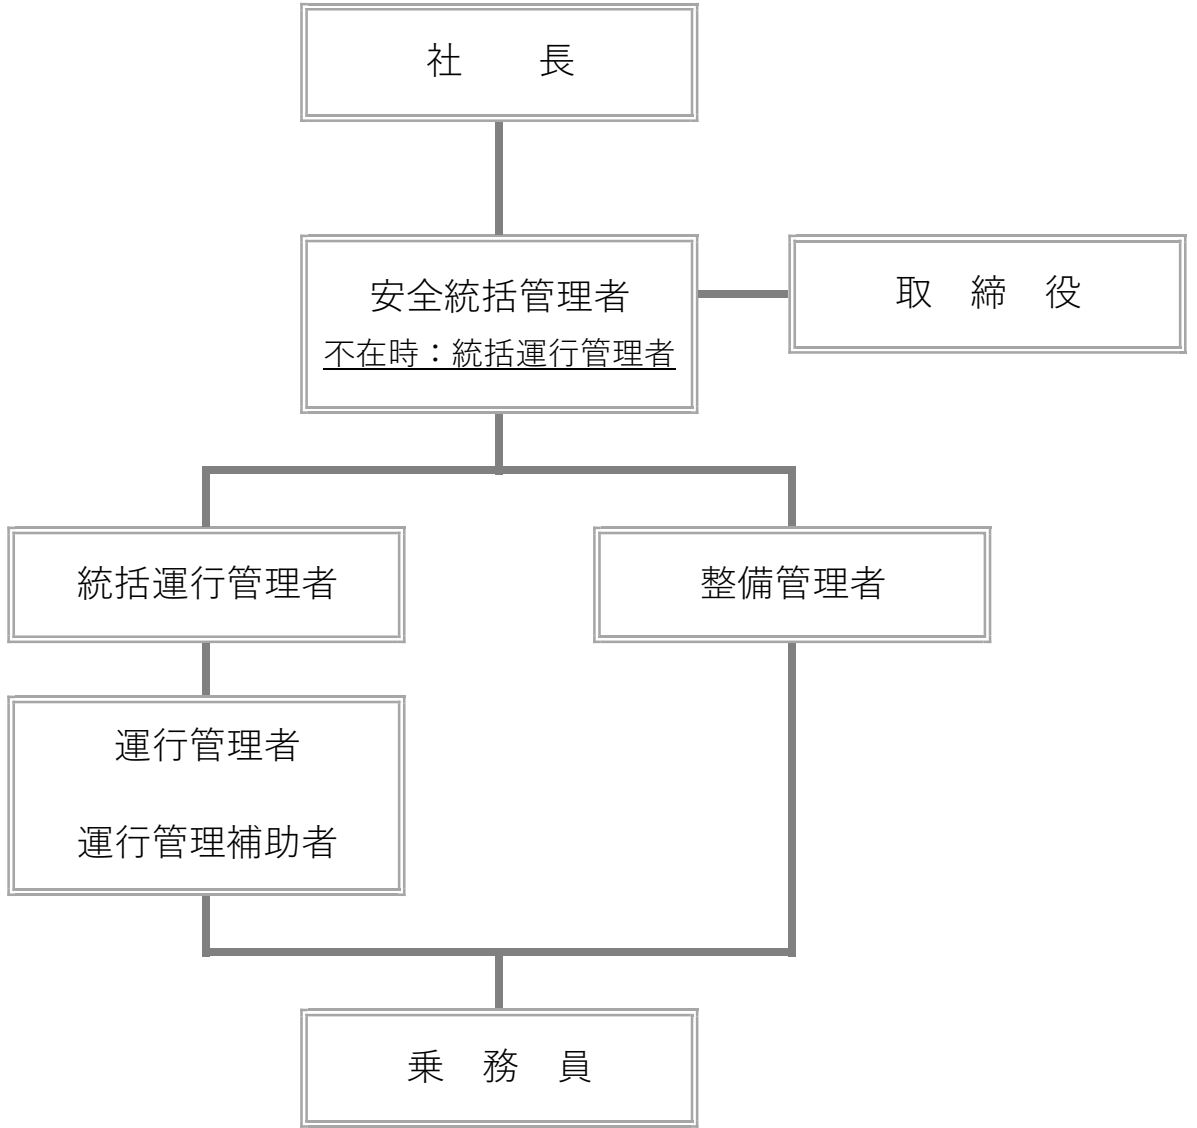 社　　長
安全統括管理者
不在時：統括運行管理者
取　締　役
統括運行管理者
整備管理者
運行管理者
運行管理補助者
乗　務　員